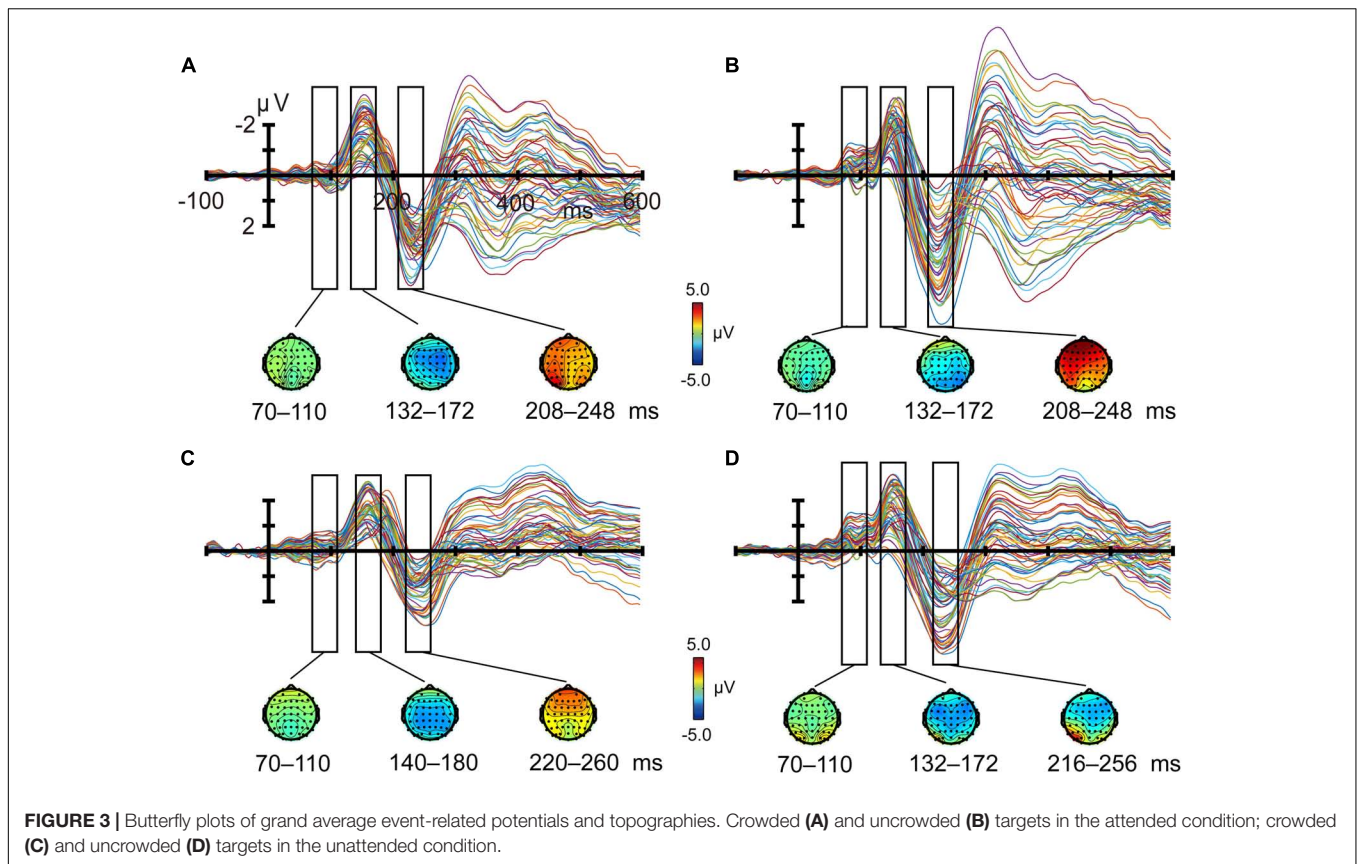 A
B
μV
-2
-100
200
400
ms
600
2
5.0
μV
-5.0
70–110
132–172
208–248 ms
70–110
132–172
208–248 ms
C
D
5.0
μV
-5.0
70–110
140–180
220–260 ms
70–110
132–172
216–256 ms
FIGURE 3 | Butterfly plots of grand average event-related potentials and topographies. Crowded (A) and uncrowded (B) targets in the attended condition; crowded
(C) and uncrowded (D) targets in the unattended condition.